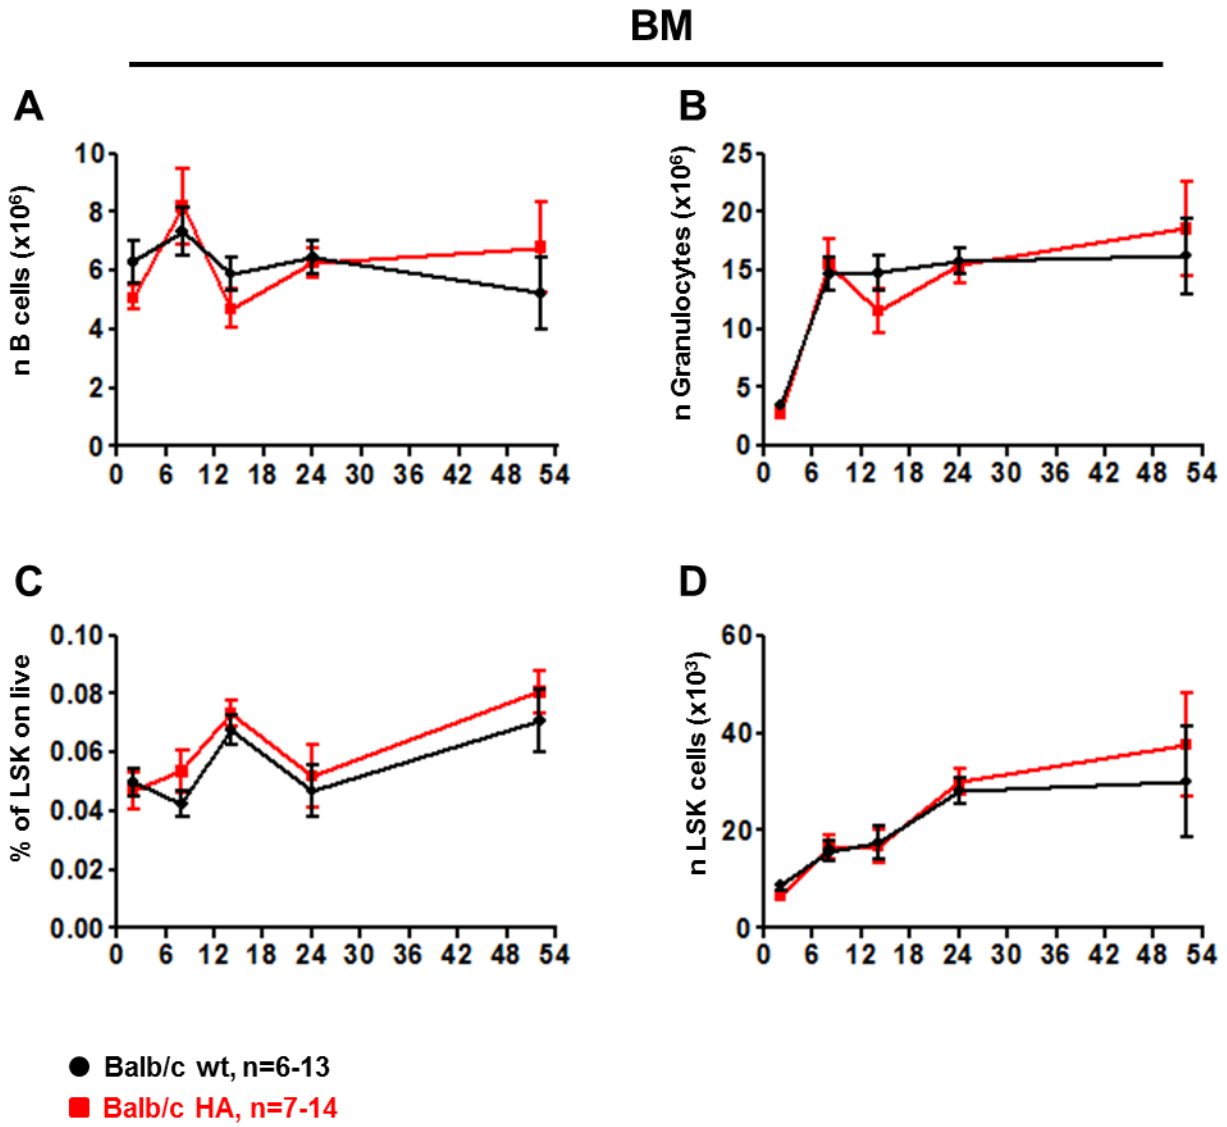 BM
A
n B cells (x10⁶)
10
8
6
4
2
0
0 6 12 18 24 30 36 42 48 54
B
n Granulocytes (x10⁶)
25
20
15
10
5
0
0 6 12 18 24 30 36 42 48 54
C
% of LSK on live
0.10
0.08
0.06
0.04
0.02
0.00
0 6 12 18 24 30 36 42 48 54
D
n LSK cells (x10³)
60
40
20
0
0 6 12 18 24 30 36 42 48 54
Balb/c wt, n=6-13
Balb/c HA, n=7-14